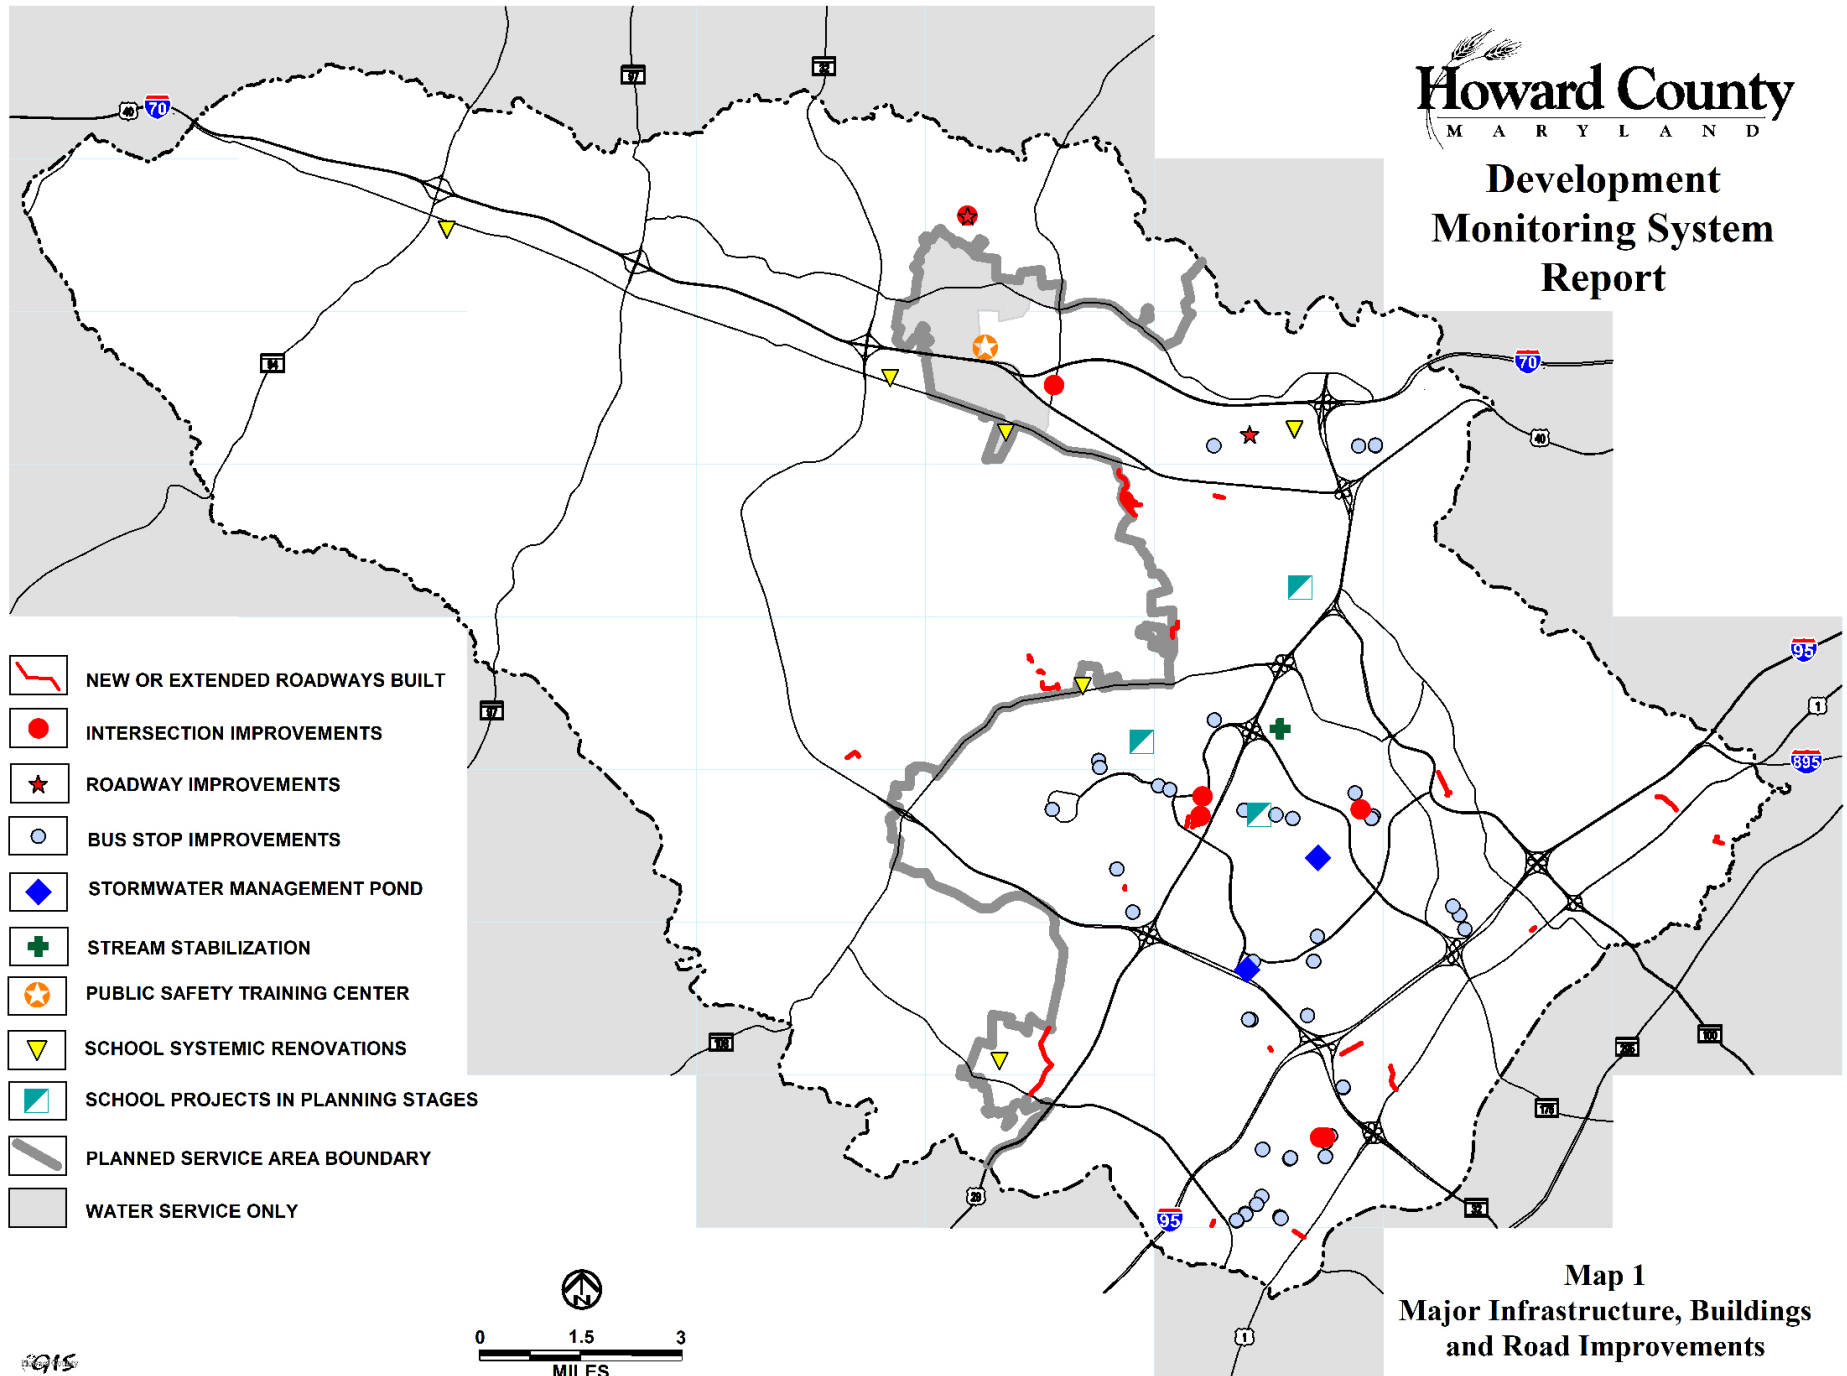 Howard County
MARYLAND
Development
Monitoring System
Report
40
70
97
32
94
70
40
97
95
1
895
108
29
95
1
32
175
295
100
NEW OR EXTENDED ROADWAYS BUILT
INTERSECTION IMPROVEMENTS
ROADWAY IMPROVEMENTS
BUS STOP IMPROVEMENTS
STORMWATER MANAGEMENT POND
STREAM STABILIZATION
PUBLIC SAFETY TRAINING CENTER
SCHOOL SYSTEMIC RENOVATIONS
SCHOOL PROJECTS IN PLANNING STAGES
PLANNED SERVICE AREA BOUNDARY
WATER SERVICE ONLY
N
0 1.5 3
MILES
Map 1
Major Infrastructure, Buildings
and Road Improvements